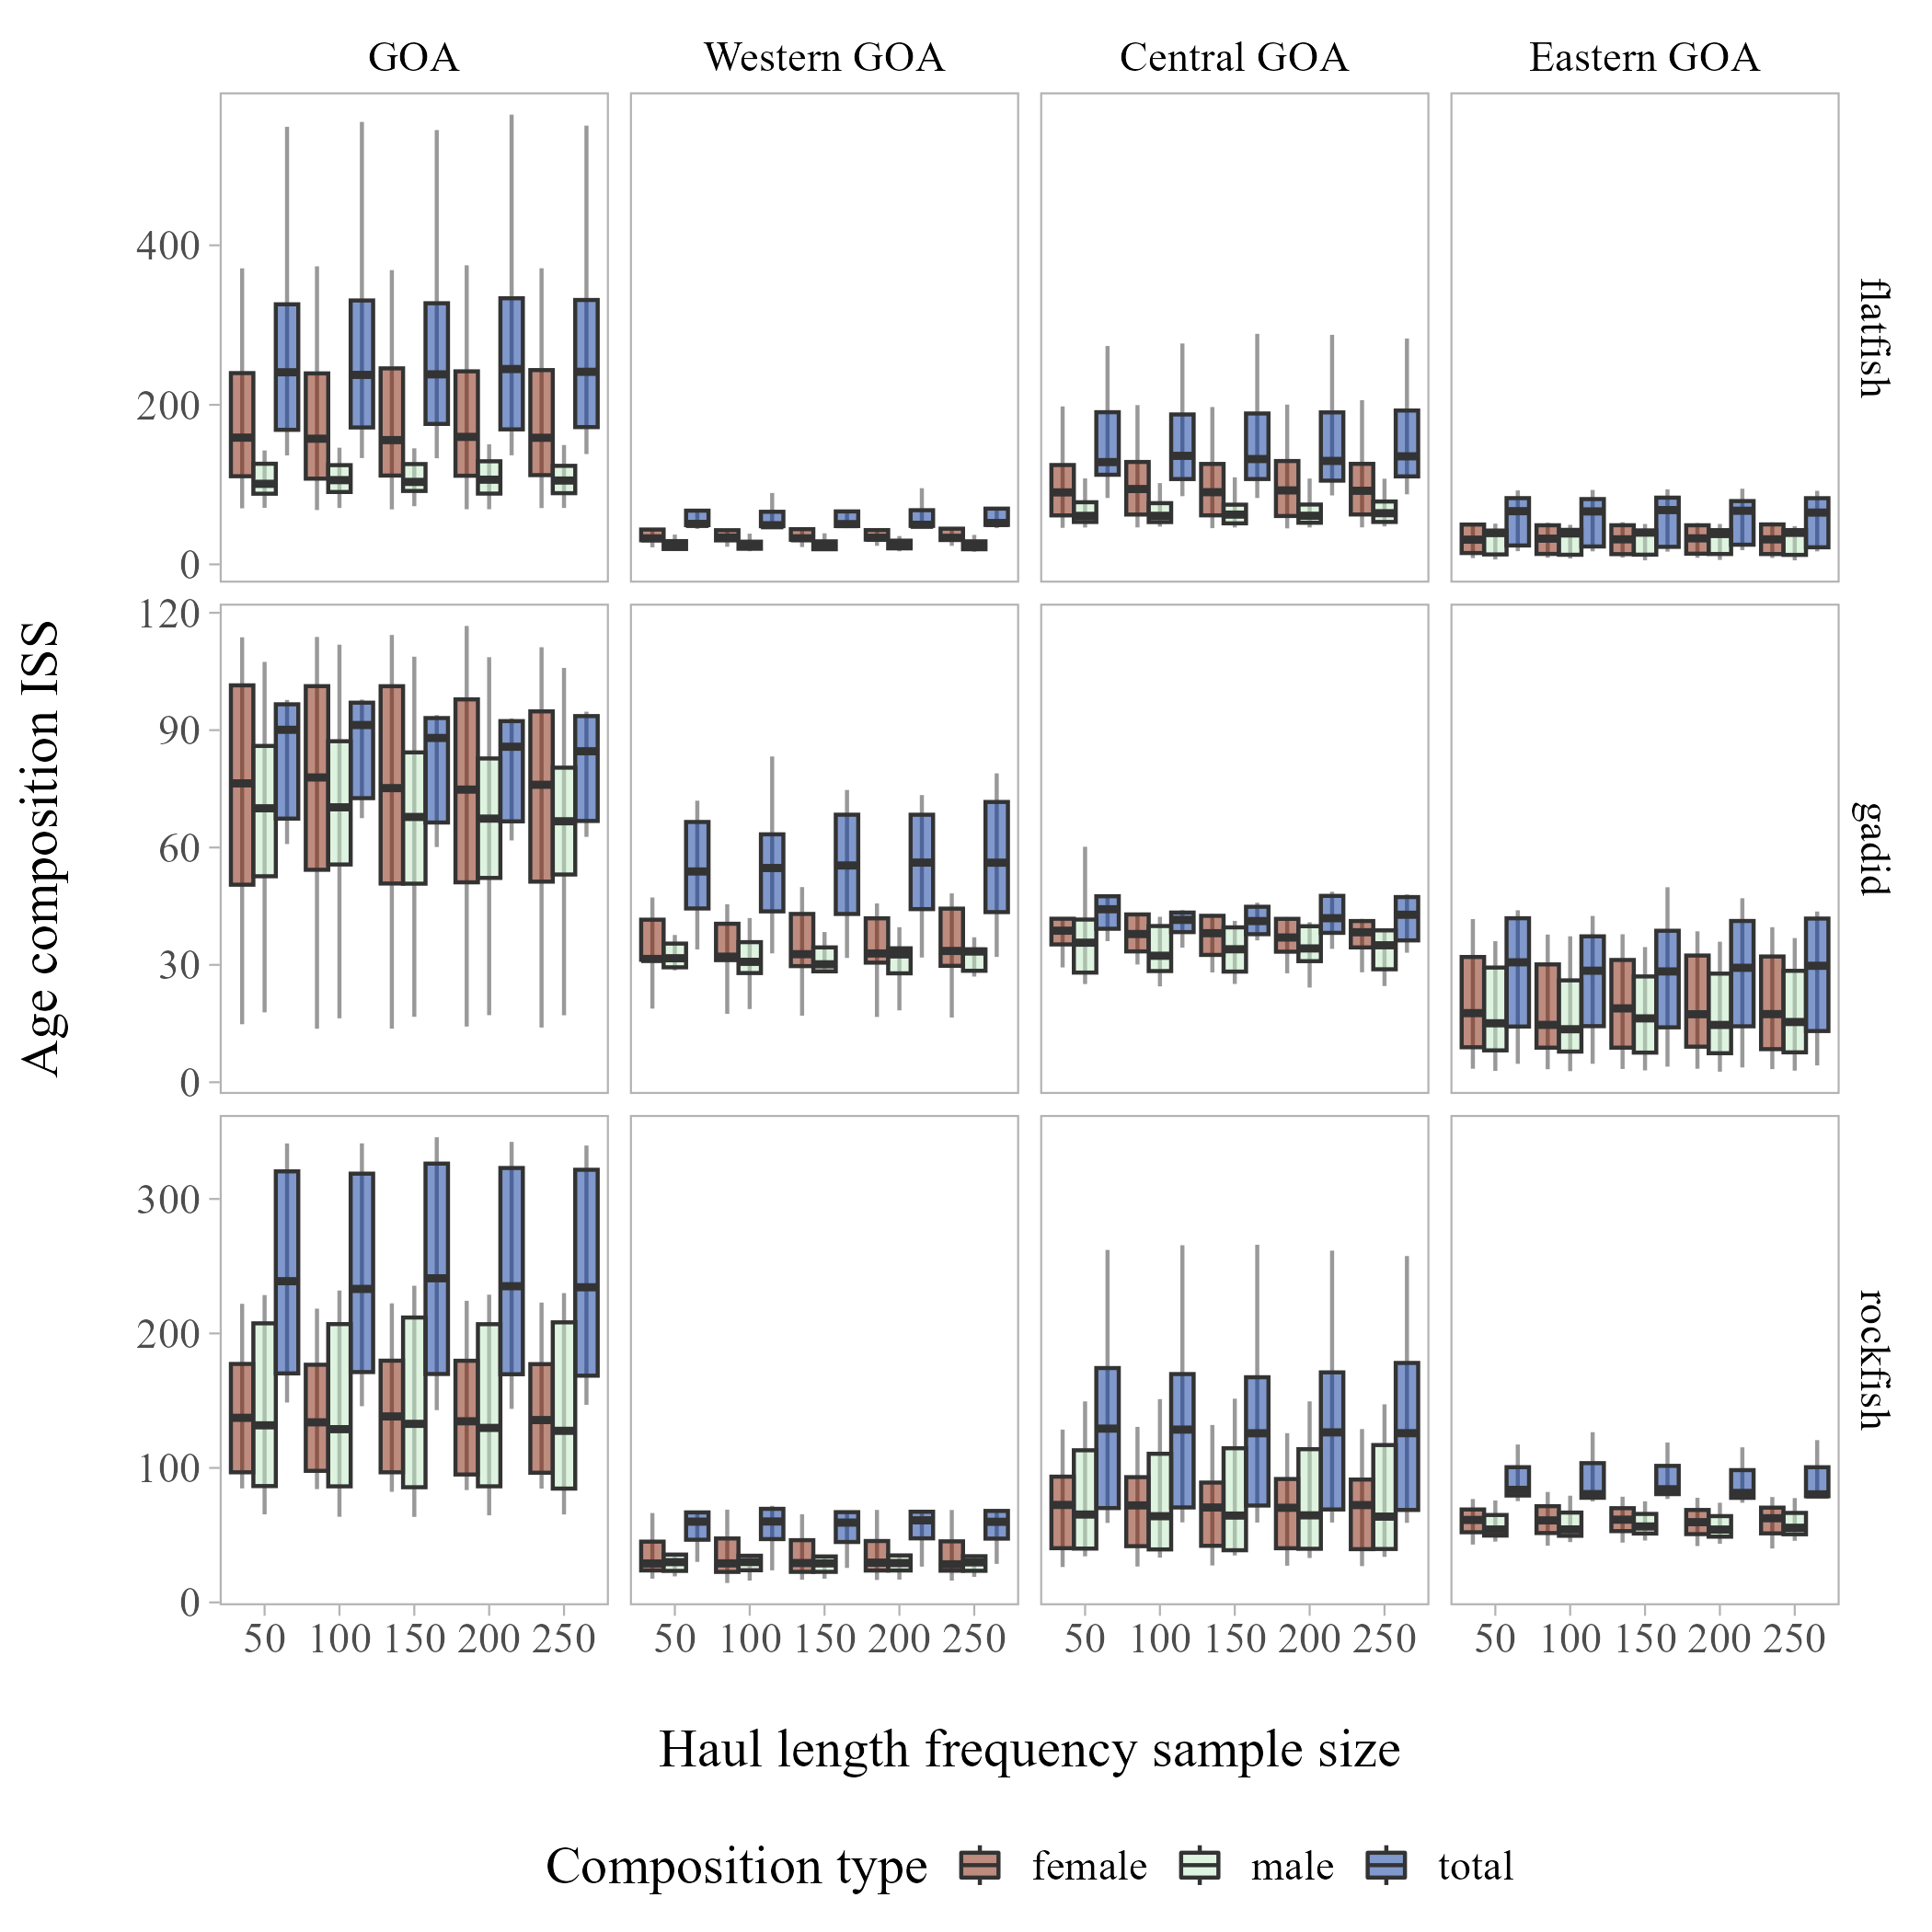 GOA Western GOA Central GOA Eastern GOA
400
200
0
flatfish
120
90
60
30
0
gadid
Age composition ISS
300
200
100
0
rockfish
50 100 150 200 250 50 100 150 200 250 50 100 150 200 250 50 100 150 200 250
Haul length frequency sample size
Composition type female male total